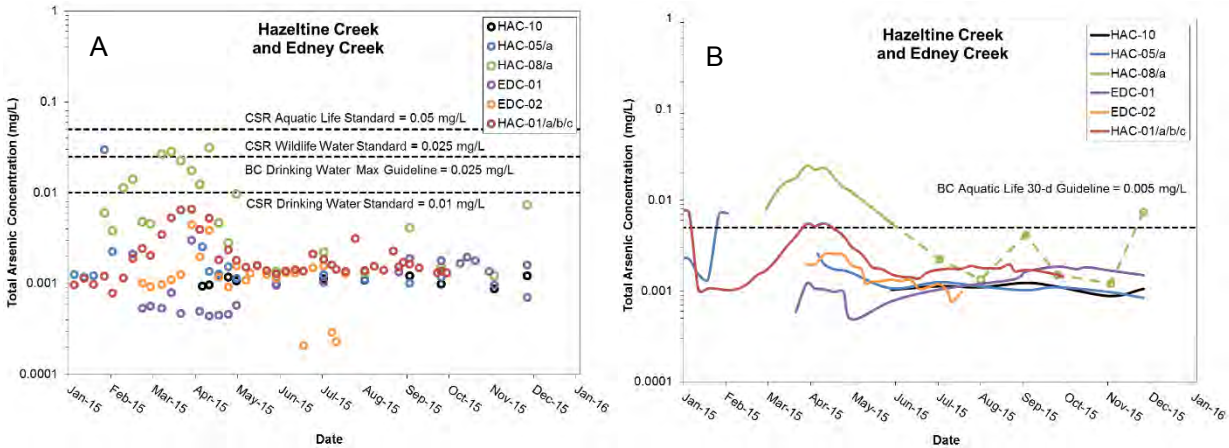 A
Hazeltine Creek
and Edney Creek
HAC-10
HAC-05/a
HAC-08/a
EDC-01
EDC-02
HAC-01/a/b/c
Total Arsenic Concentration (mg/L)
1
0.1
0.01
0.001
0.0001
CSR Aquatic Life Standard = 0.05 mg/L
CSR Wildlife Water Standard = 0.025 mg/L
BC Drinking Water Max Guideline = 0.025 mg/L
CSR Drinking Water Standard = 0.01 mg/L
Jan-15
Feb-15
Mar-15
Apr-15
May-15
Jun-15
Jul-15
Aug-15
Sep-15
Oct-15
Nov-15
Dec-15
Jan-16
Date
B
Hazeltine Creek
and Edney Creek
HAC-10
HAC-05/a
HAC-08/a
EDC-01
EDC-02
HAC-01/a/b/c
Total Arsenic Concentration (mg/L)
1
0.1
0.01
0.001
0.0001
BC Aquatic Life 30-d Guideline = 0.005 mg/L
Jan-15
Feb-15
Mar-15
Apr-15
May-15
Jun-15
Jul-15
Aug-15
Sep-15
Oct-15
Nov-15
Dec-15
Jan-16
Date